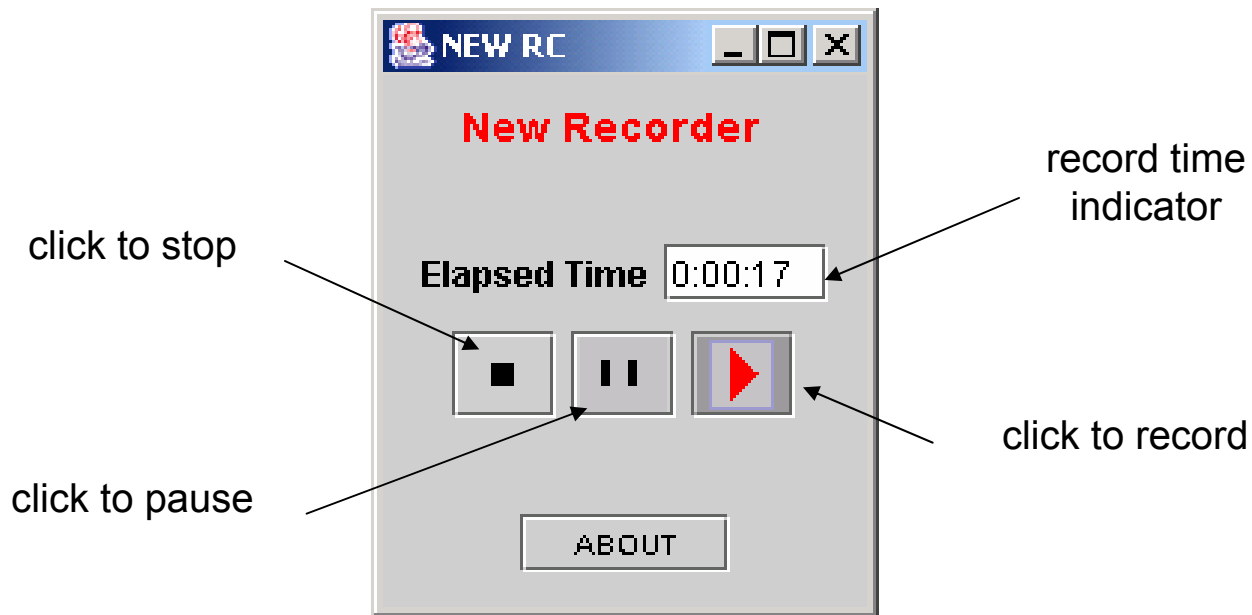 NEW RC
New Recorder
record time
indicator
click to stop
Elapsed Time 0:00:17
click to record
click to pause
ABOUT